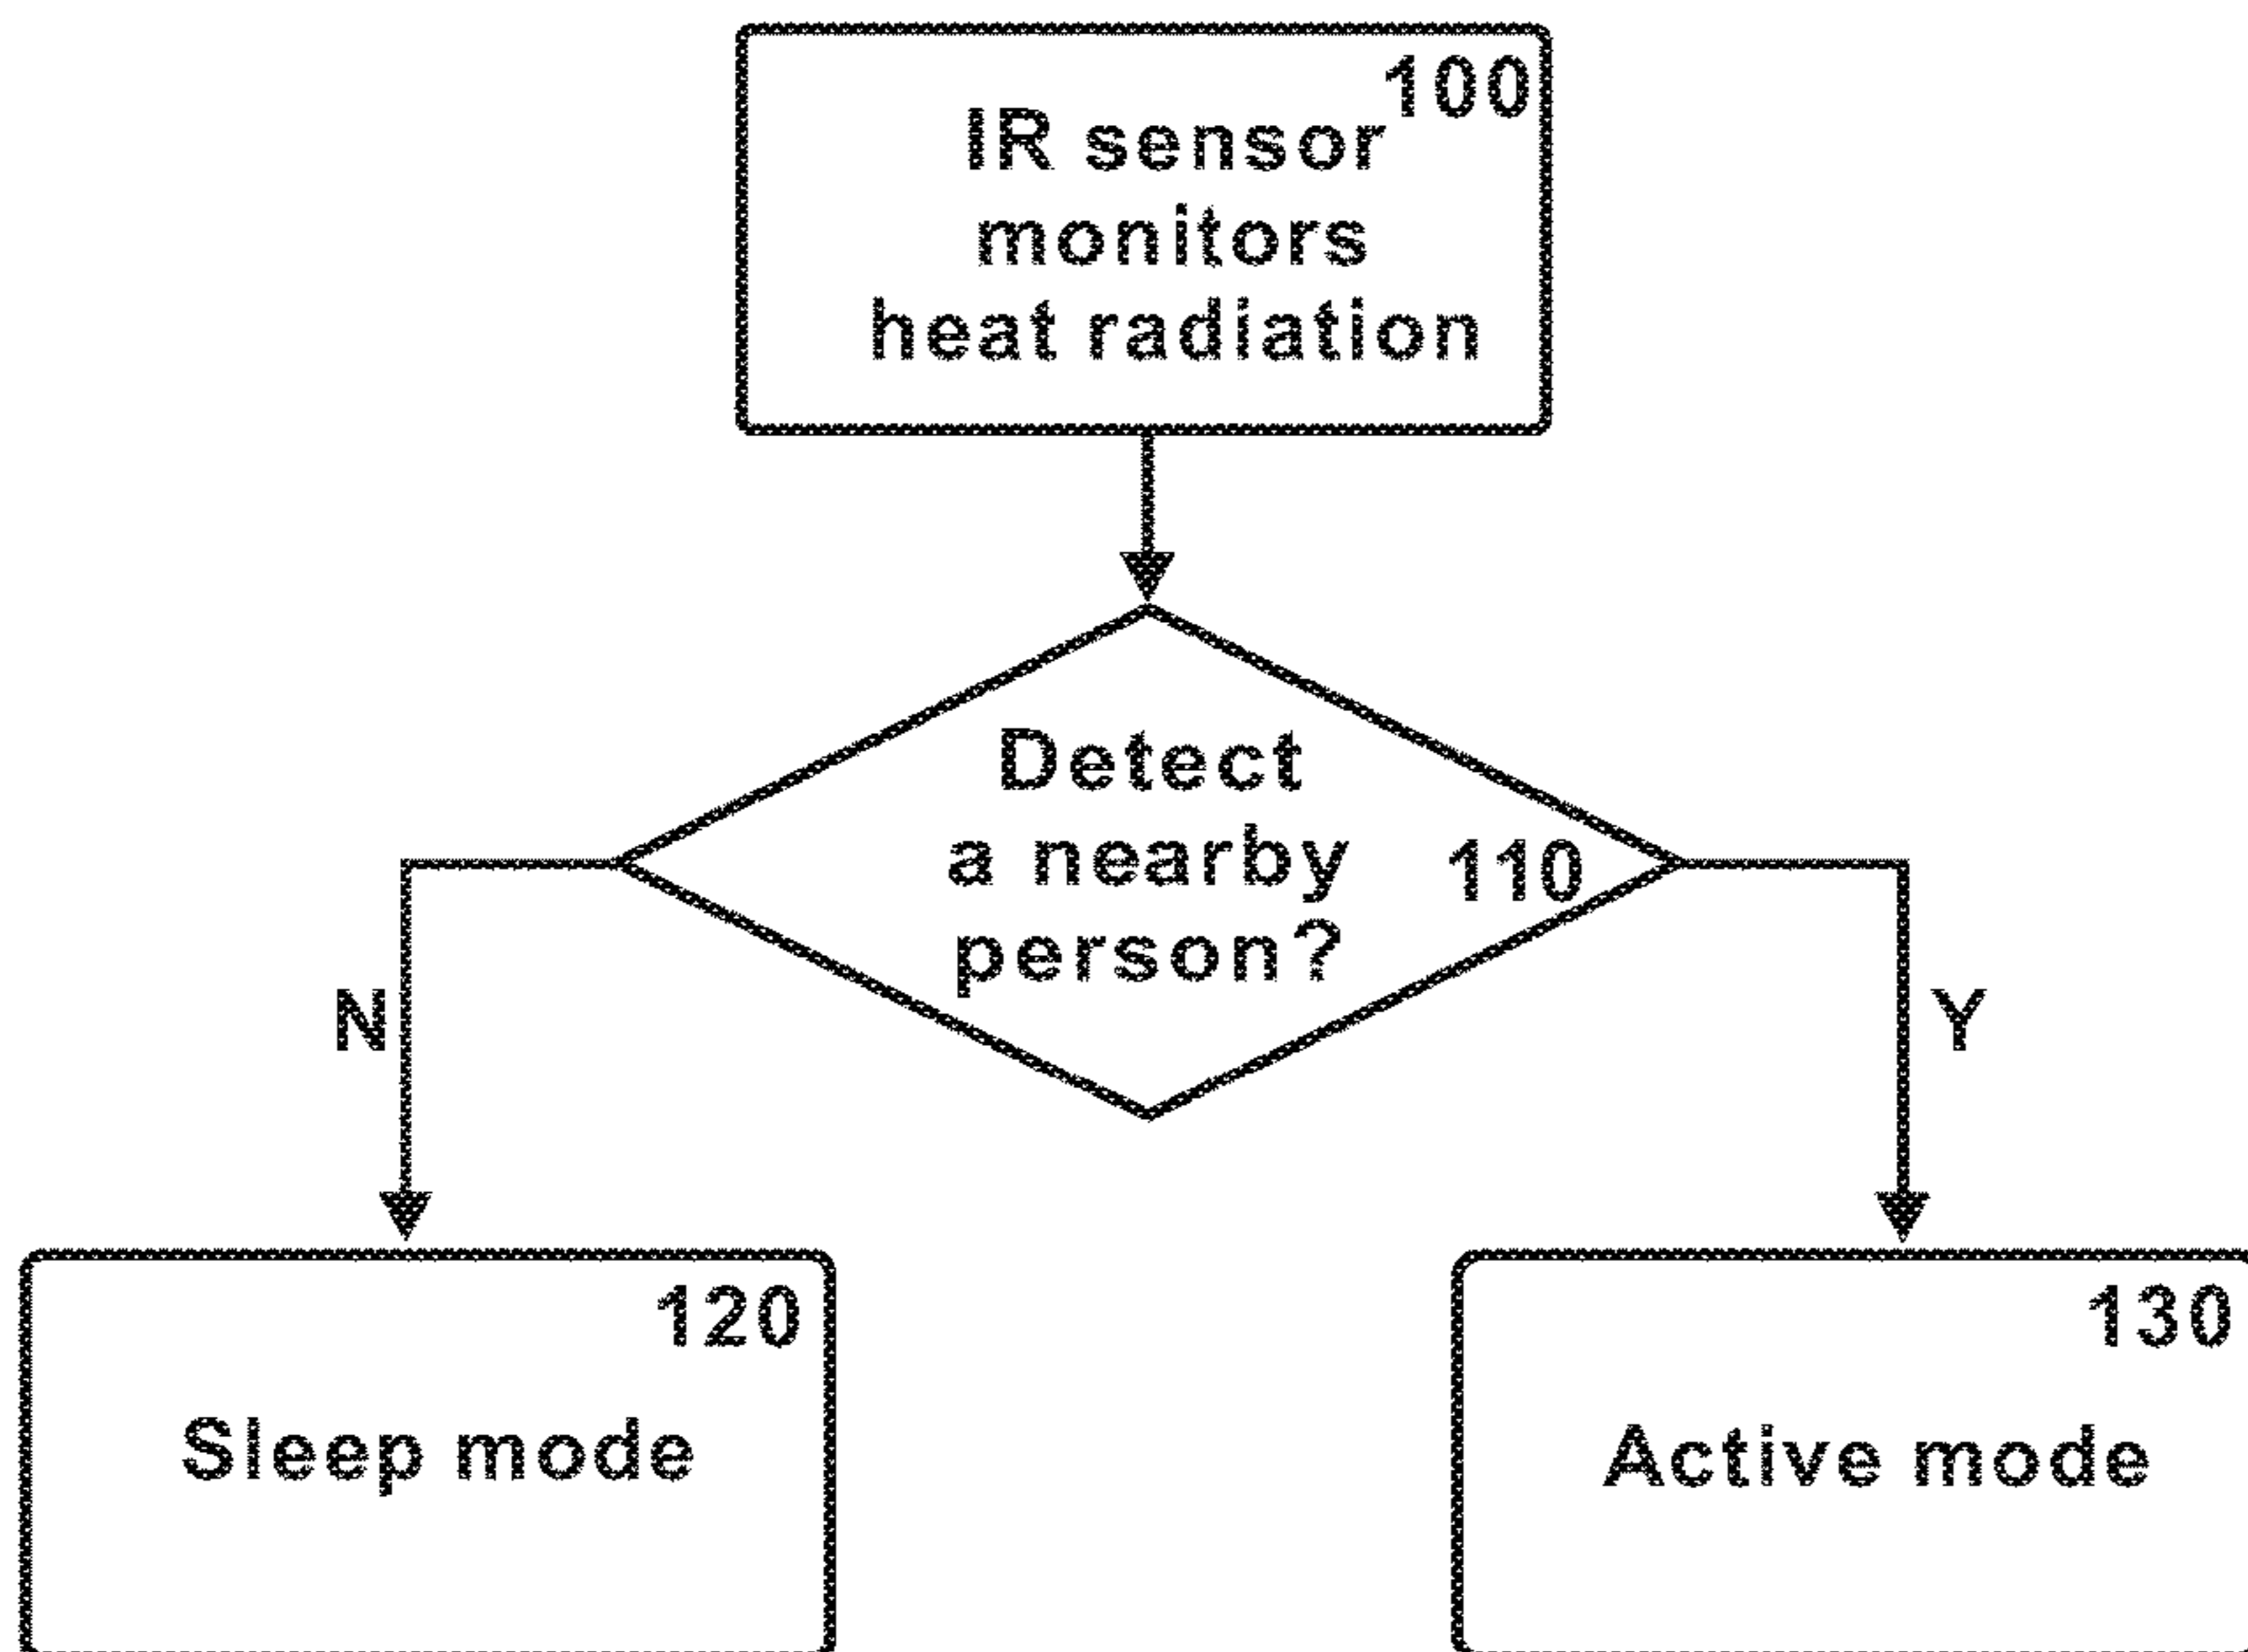 100
IR sensor
monitors
heat radiation
Detect
a nearby
person?
110
N
Y
120
Sleep mode
130
Active mode